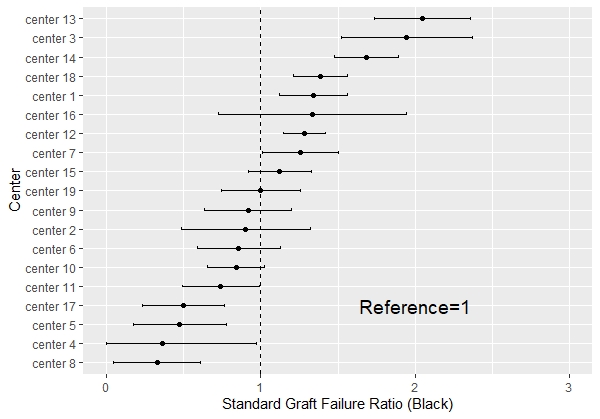 center 13
center 3
center 14
center 18
center 1
center 16
center 12
center 7
center 15
center 19
center 9
center 2
center 6
center 10
center 11
center 17
center 5
center 4
center 8
Center
Reference=1
0 1 2 3
Standard Graft Failure Ratio (Black)